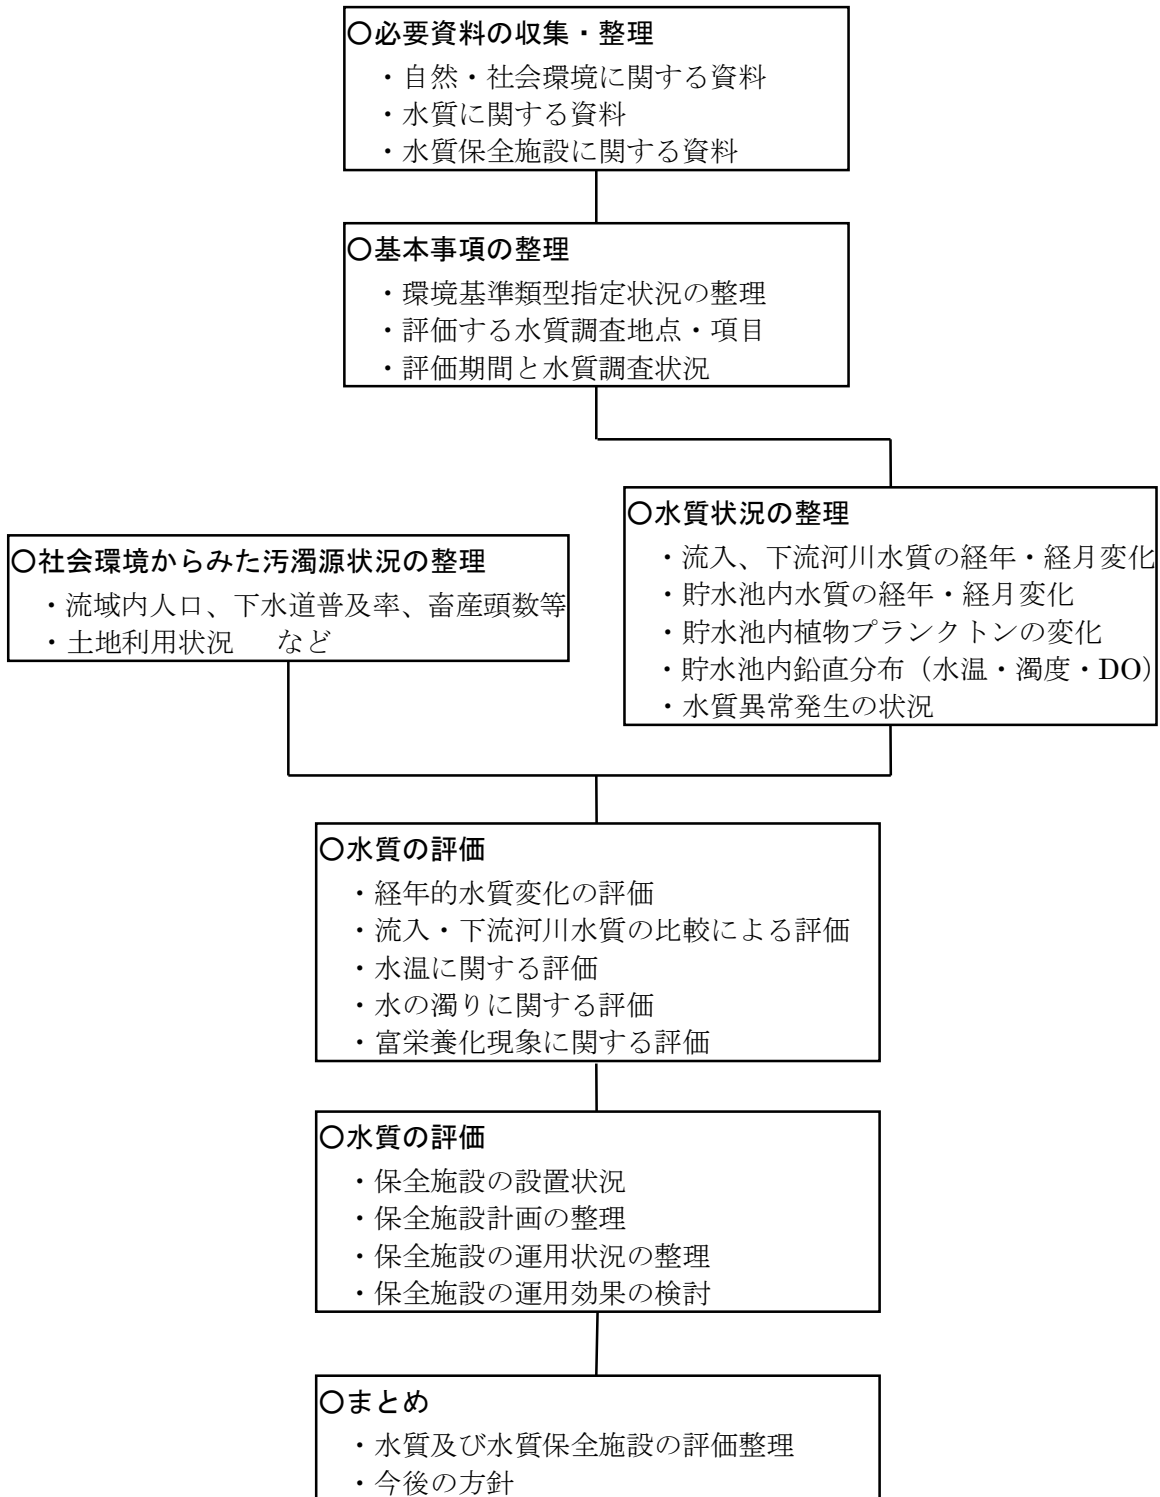 〇必要資料の収集・整理
・自然・社会環境に関する資料
・水質に関する資料
・水質保全施設に関する資料
〇基本事項の整理
・環境基準類型指定状況の整理
・評価する水質調査地点・項目
・評価期間と水質調査状況
〇社会環境からみた汚濁源状況の整理
・流域内人口、下水道普及率、畜産頭数等
・土地利用状況　など
〇水質状況の整理
・流入、下流河川水質の経年・経月変化
・貯水池内水質の経年・経月変化
・貯水池内植物プランクトンの変化
・貯水池内鉛直分布（水温・濁度・DO）
・水質異常発生の状況
〇水質の評価
・経年的水質変化の評価
・流入・下流河川水質の比較による評価
・水温に関する評価
・水の濁りに関する評価
・富栄養化現象に関する評価
〇水質の評価
・保全施設の設置状況
・保全施設計画の整理
・保全施設の運用状況の整理
・保全施設の運用効果の検討
〇まとめ
・水質及び水質保全施設の評価整理
・今後の方針